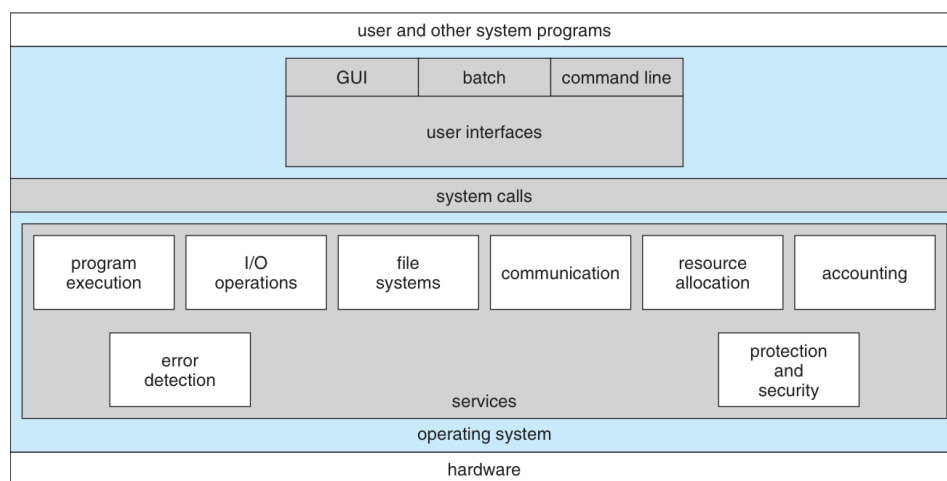 user and other system programs
GUI
batch
command line
user interfaces
system calls
program
execution
I/O
operations
file
systems
communication
resource
allocation
accounting
error
detection
protection
and
security
services
operating system
hardware